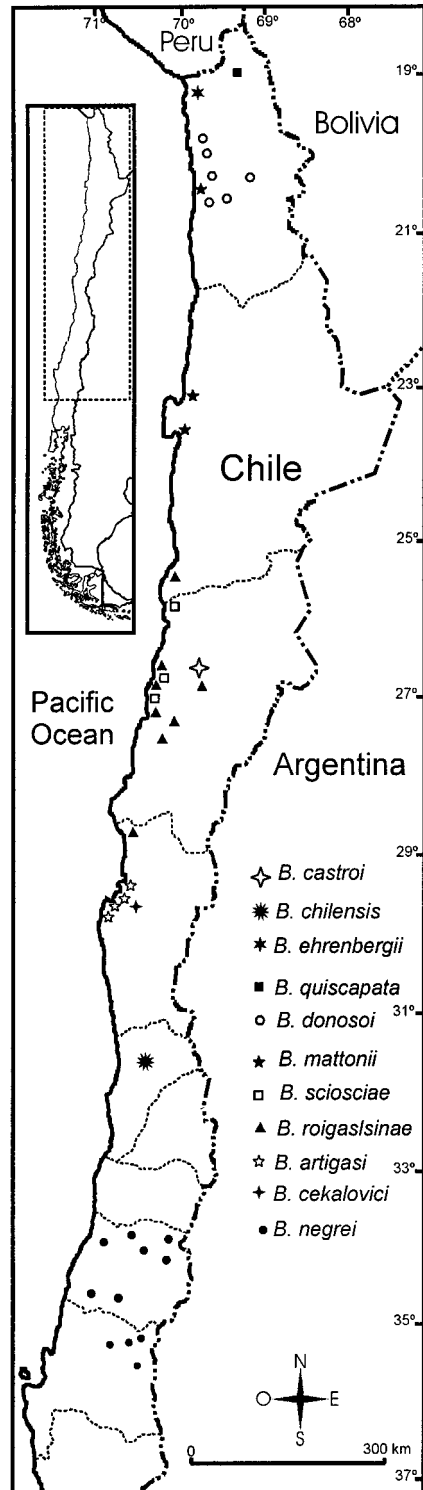 71° 70° 69° 68°
Peru
19°
Bolivia
21°
23°
Chile
25°
Pacific
Ocean
27°
Argentina
29°
B. castroi
B. chilensis
B. ehrenbergii
B. quiscapata
B. donosoi
31°
B. mattonii
B. sciosciae
B. roigaslsinae
B. artigasi
33°
B. cekalovici
B. negrei
35°
N
O E
S
0 300 km
37°